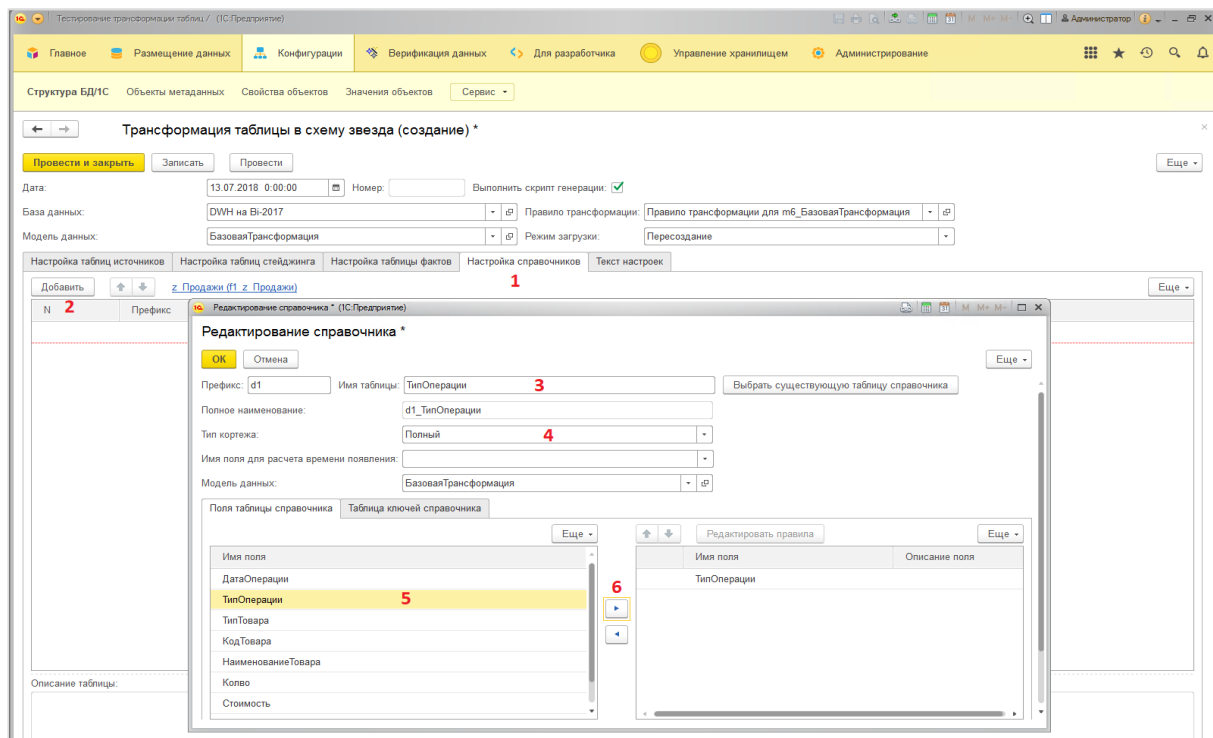 Тестирование трансформации таблиц / (1С:Предприятие) M M+ M- Администратор
Главное Размещение данных Конфигурации Верификация данных Для разработчика Управление хранилищем Администрирование
Структура БД/1С Объекты метаданных Свойства объектов Значения объектов Сервис
Трансформация таблицы в схему звезда (создание) *
Провести и закрыть Записать Провести Еще
Дата: 13.07.2018 0:00:00 Номер: Выполнить скрипт генерации:
База данных: DWH на Bi-2017 Правило трансформации: Правило трансформации для m6_БазоваяТрансформация
Модель данных: БазоваяТрансформация Режим загрузки: Пересоздание
Настройка таблиц источников Настройка таблиц стейджинга Настройка таблицы фактов Настройка справочников Текст настроек
1
Добавить z_Продажи (f1_z_Продажи) Еще
N 2 Префикс
1С Редактирование справочника * (1С:Предприятие) M M+ M-
Редактирование справочника *
ОК Отмена Еще
Префикс: d1 Имя таблицы: ТипОперации 3 Выбрать существующую таблицу справочника
Полное наименование: d1_ТипОперации
Тип кортежа: Полный 4
Имя поля для расчета времени появления:
Модель данных: БазоваяТрансформация
Поля таблицы справочника Таблица ключей справочника
Еще Редактировать правила Еще
Имя поля Имя поля Описание поля
ДатаОперации ТипОперации
ТипОперации 5 6
ТипТовара
КодТовара
НаименованиеТовара
Колво
Стоимость
Описание таблицы: